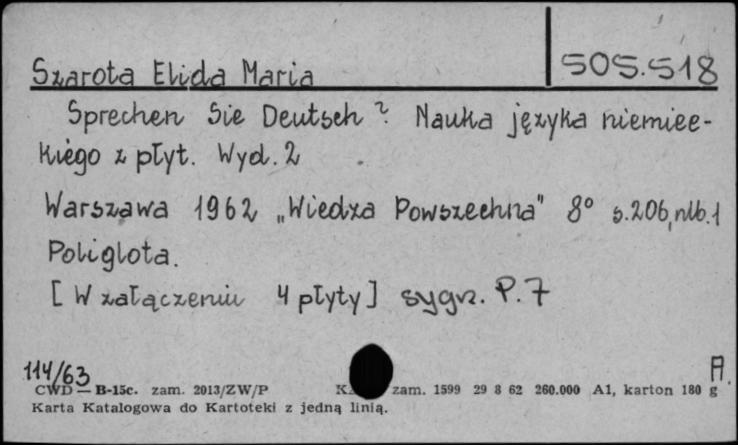 505.518
Szarota Elida Maria
Sprechen Sie Deutsch? Nauka języka niemiec-
kiego z płyt. Wyd. 2
Warszawa 1962 „Wiedza Powszechna" 8° s.206, nlb.1
Poliglota.
[W załączeniu 4 płyty] sygn. P.7
114/63
A.
CWD — B-15c. zam. 2013/ZW/P zam. 1599 29 8 62 260.000 A1, karton 180 g
Karta Katalogowa do Kartoteki z jedną linią.